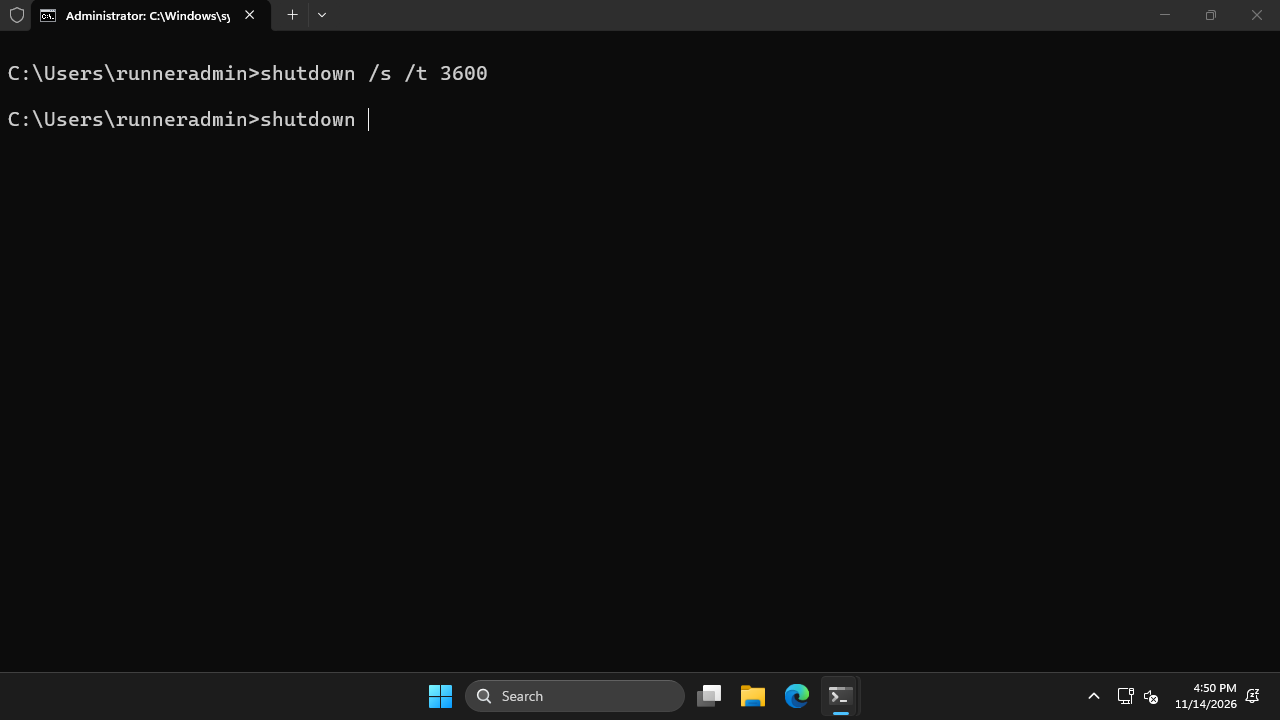 Administrator: C:\Windows\sy
C:\Users\runneradmin>shutdown /s /t 3600
C:\Users\runneradmin>shutdown
Search
4:50 PM
11/14/2026